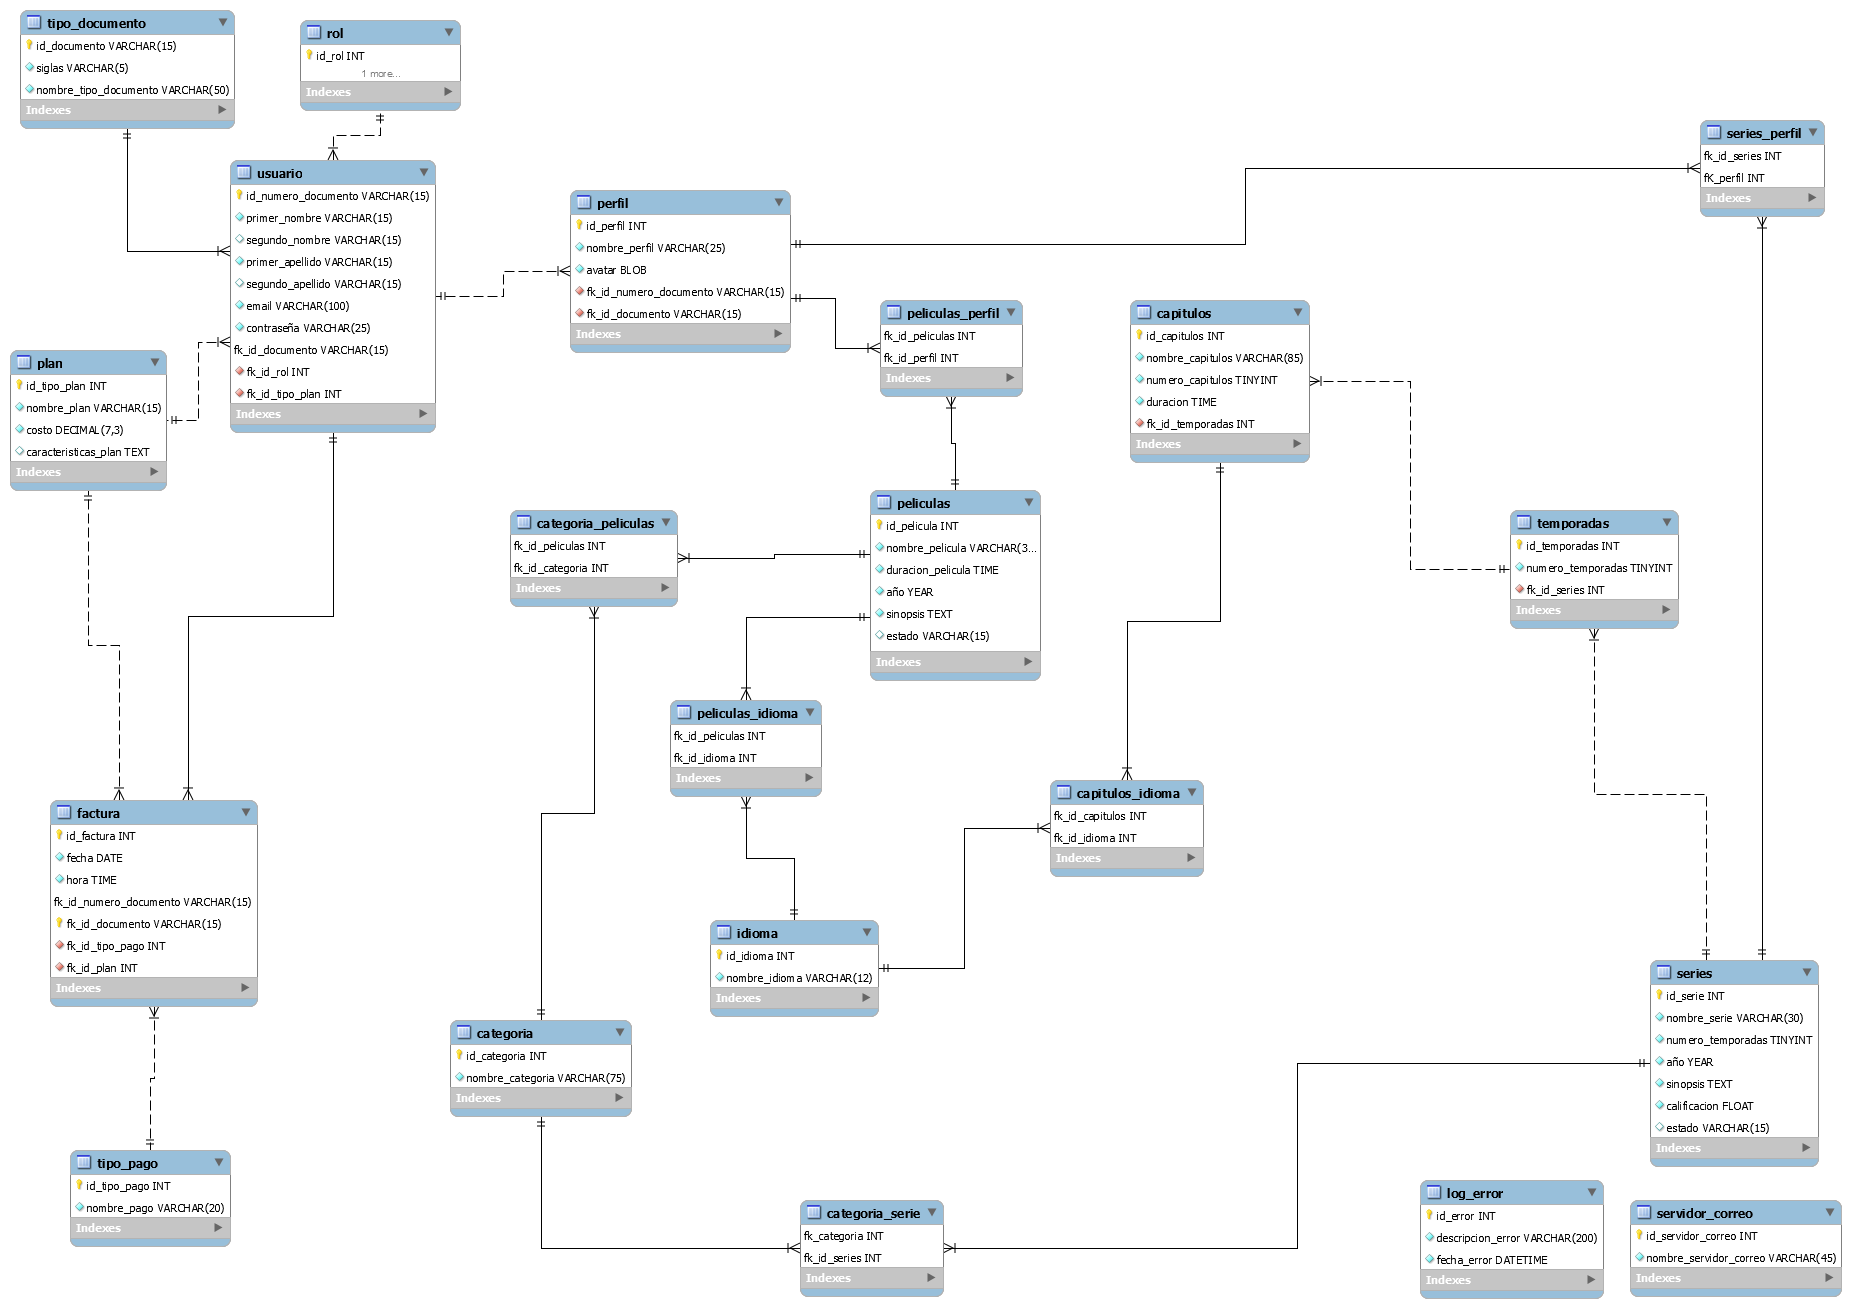 tipo_documento
id_documento VARCHAR(15)
siglas VARCHAR(5)
nombre_tipo_documento VARCHAR(50)
Indexes
rol
id_rol INT
1 more...
Indexes
usuario
id_numero_documento VARCHAR(15)
primer_nombre VARCHAR(15)
segundo_nombre VARCHAR(15)
primer_apellido VARCHAR(15)
segundo_apellido VARCHAR(15)
email VARCHAR(100)
contraseña VARCHAR(25)
fk_id_documento VARCHAR(15)
fk_id_rol INT
fk_id_tipo_plan INT
Indexes
perfil
id_perfil INT
nombre_perfil VARCHAR(25)
avatar BLOB
fk_id_numero_documento VARCHAR(15)
fk_id_documento VARCHAR(15)
Indexes
series_perfil
fk_id_series INT
fK_perfil INT
Indexes
plan
id_tipo_plan INT
nombre_plan VARCHAR(15)
costo DECIMAL(7,3)
caracteristicas_plan TEXT
Indexes
peliculas_perfil
fk_id_peliculas INT
fk_id_perfil INT
Indexes
capitulos
id_capitulos INT
nombre_capitulos VARCHAR(85)
numero_capitulos TINYINT
duracion TIME
fk_id_temporadas INT
Indexes
categoria_peliculas
fk_id_peliculas INT
fk_id_categoria INT
Indexes
peliculas
id_pelicula INT
nombre_pelicula VARCHAR(3...
duracion_pelicula TIME
año YEAR
sinopsis TEXT
estado VARCHAR(15)
Indexes
temporadas
id_temporadas INT
numero_temporadas TINYINT
fk_id_series INT
Indexes
peliculas_idioma
fk_id_peliculas INT
fk_id_idioma INT
Indexes
capitulos_idioma
fk_id_capitulos INT
fk_id_idioma INT
Indexes
factura
id_factura INT
fecha DATE
hora TIME
fk_id_numero_documento VARCHAR(15)
fk_id_documento VARCHAR(15)
fk_id_tipo_pago INT
fk_id_plan INT
Indexes
idioma
id_idioma INT
nombre_idioma VARCHAR(12)
Indexes
series
id_serie INT
nombre_serie VARCHAR(30)
numero_temporadas TINYINT
año YEAR
sinopsis TEXT
calificacion FLOAT
estado VARCHAR(15)
Indexes
categoria
id_categoria INT
nombre_categoria VARCHAR(75)
Indexes
tipo_pago
id_tipo_pago INT
nombre_pago VARCHAR(20)
Indexes
categoria_serie
fk_categoria INT
fk_id_series INT
Indexes
log_error
id_error INT
descripcion_error VARCHAR(200)
fecha_error DATETIME
Indexes
servidor_correo
id_servidor_correo INT
nombre_servidor_correo VARCHAR(45)
Indexes